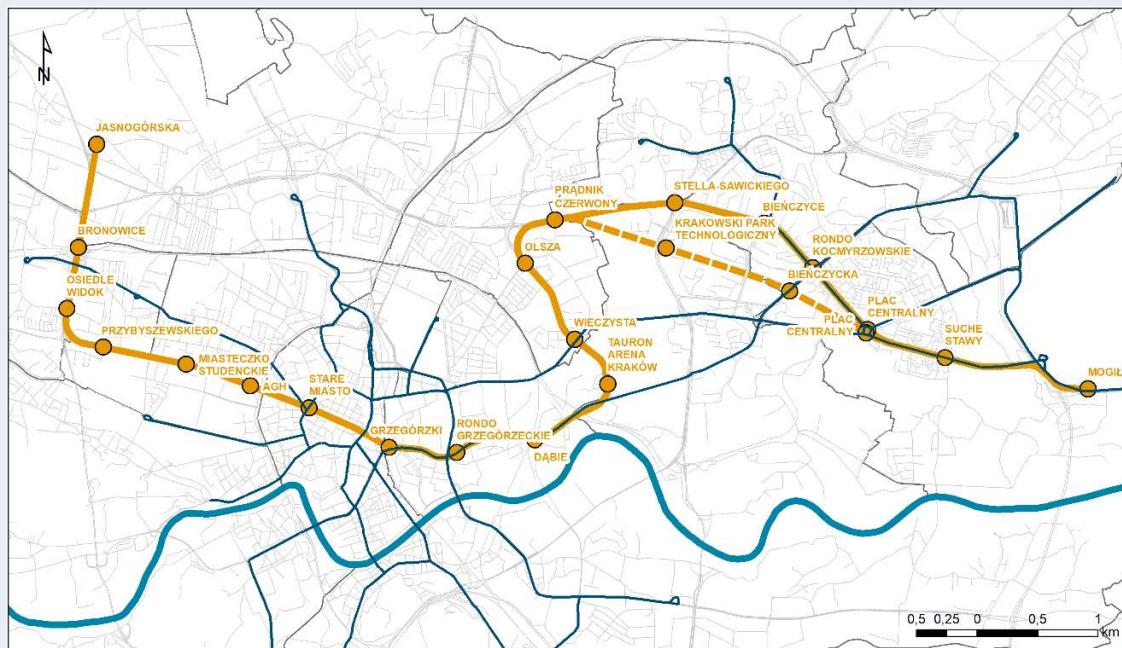 N
JASNOGÓRSKA
BRONOWICE
OSIEDLE
WIDOK
PRZYBYSZEWSKIEGO
MIASTECZKO
STUDENCKIE
AGH
STARE
MIASTO
GRZEGÓRZKI
RONDO
GRZEGÓRZECKIE
DĄBIE
TAURON
ARENA
KRAKÓW
WIECZYSTA
OLSZA
PRĄDNIK
CZERWONY
STELLA-SAWICKIEGO
KRAKOWSKI PARK
TECHNOLOGICZNY
BIEŃCZYCE
RONDO
KOCMYRZOWSKIE
BIEŃCZYCKA
PLAC
CENTRALNY
PLAC
CENTRALNY
SUCHE
STAWY
MOGIŁ
0,5 0,25 0 0,5 1
km